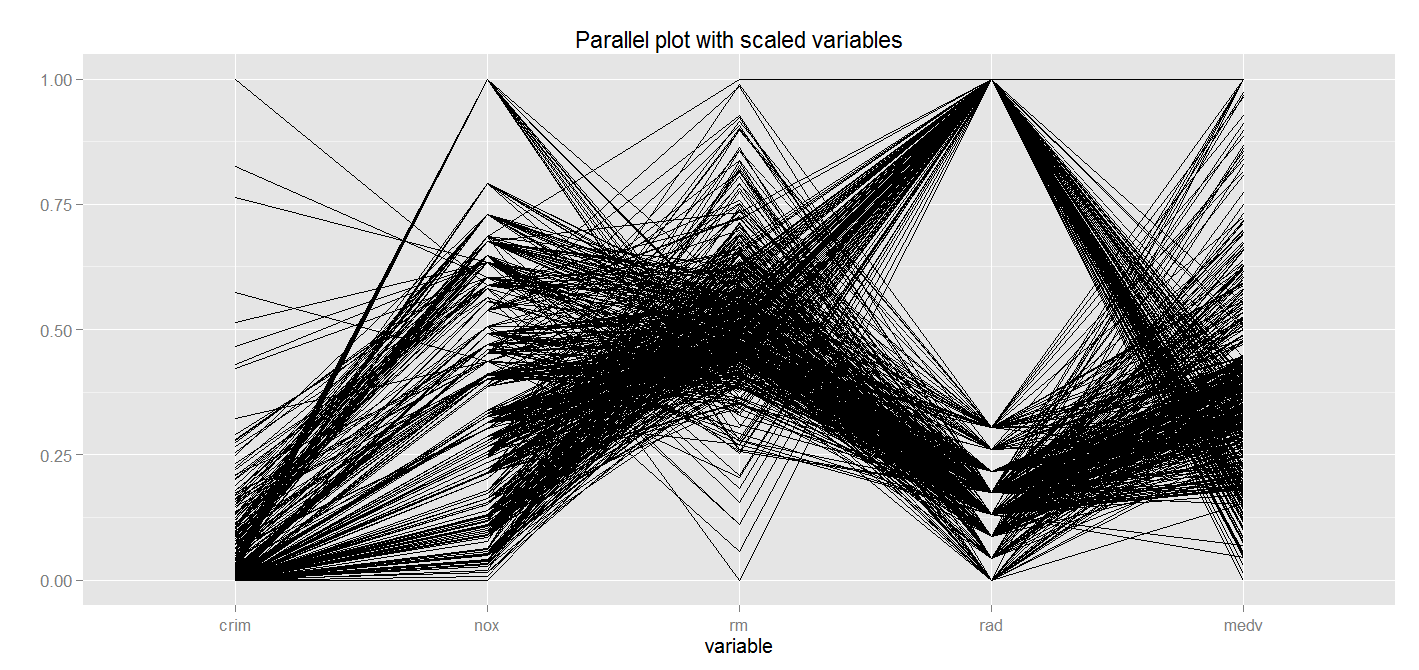 Parallel plot with scaled variables
1.00
0.75
0.50
0.25
0.00
crim nox rm rad medv
variable